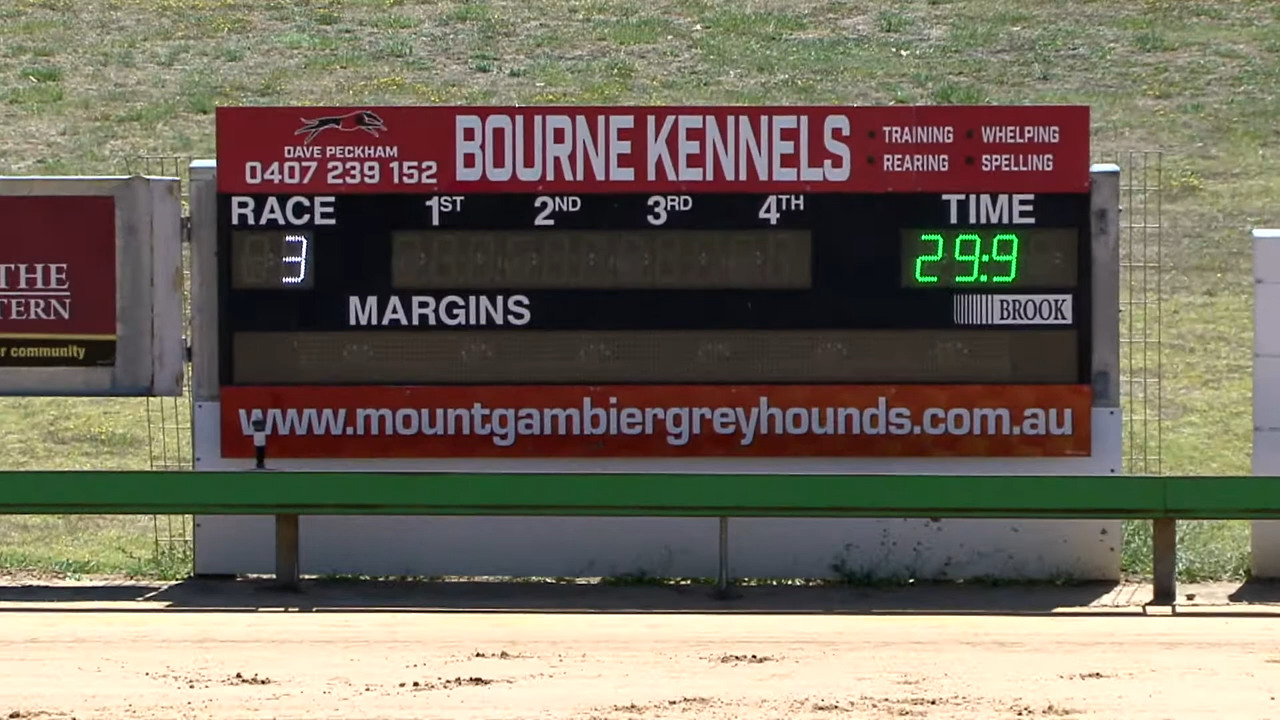 DAVE PECKHAM
0407 239 152
BOURNE KENNELS
TRAINING
WHELPING
REARING
SPELLING
RACE
1ST
2ND
3RD
4TH
TIME
3
29:9
MARGINS
BROOK
THE
TERN
r community
www.mountgambiergreyhounds.com.au